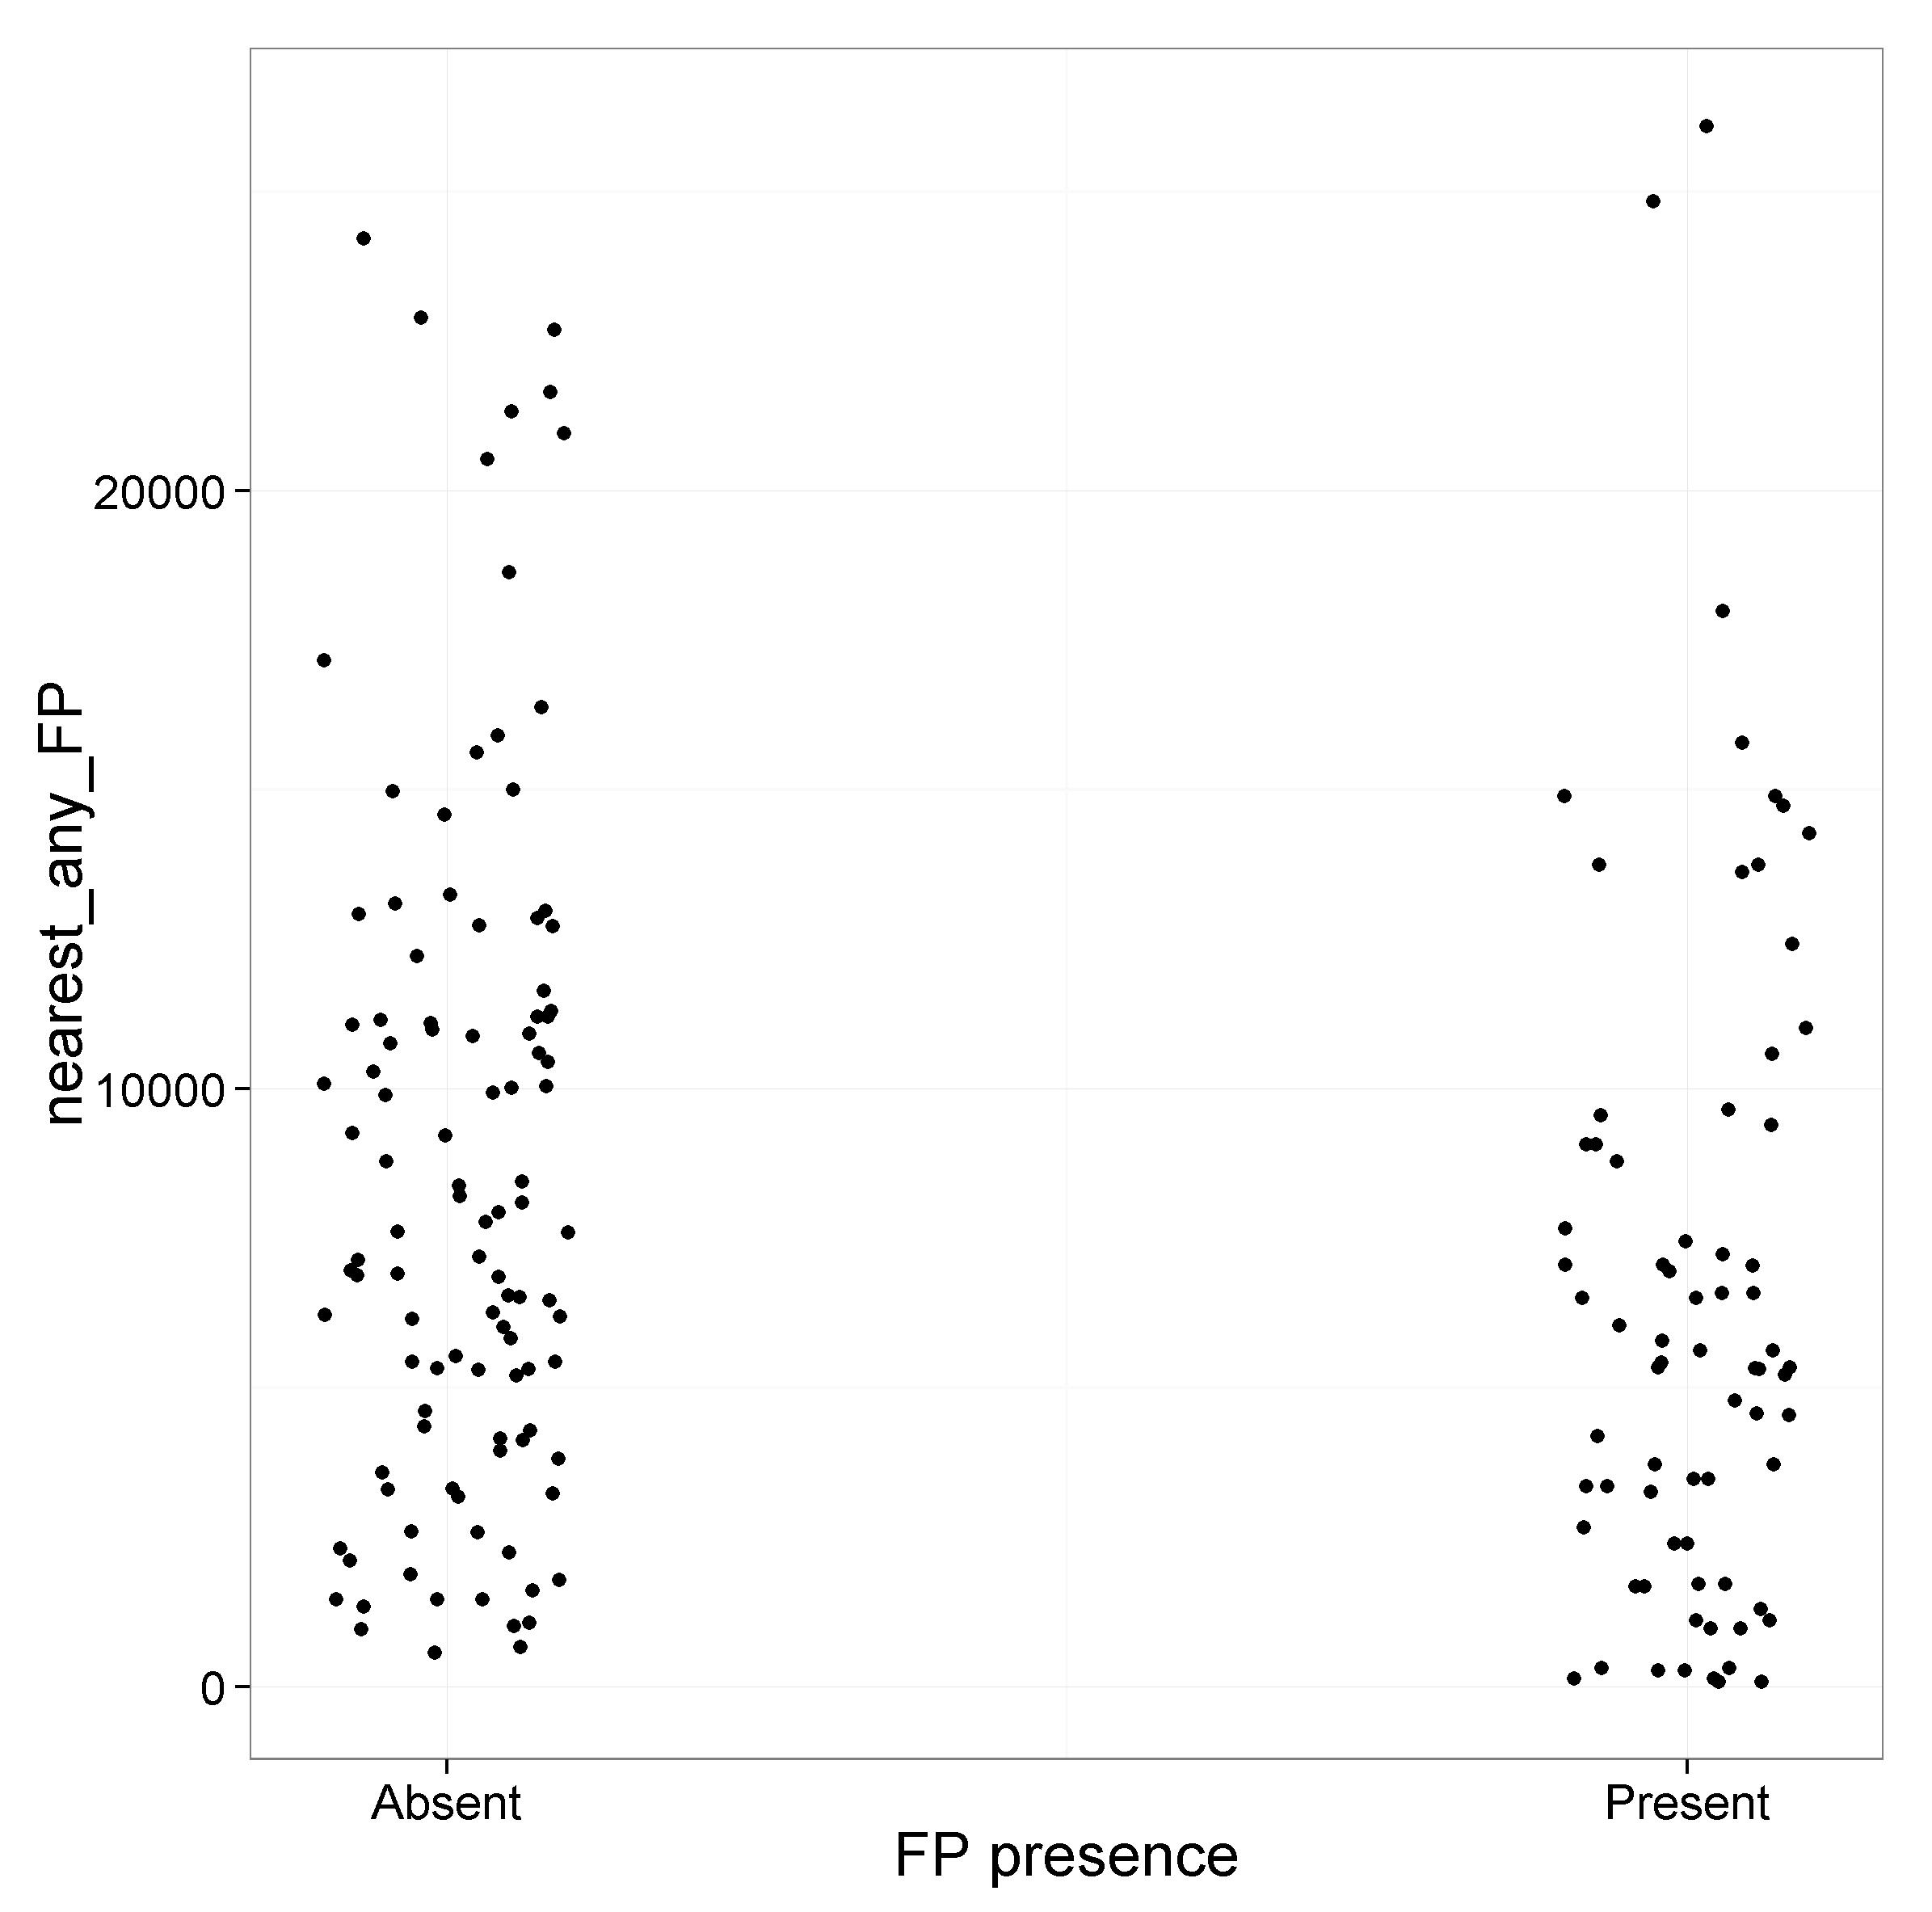 nearest_any_FP
20000
10000
0
Absent
Present
FP presence